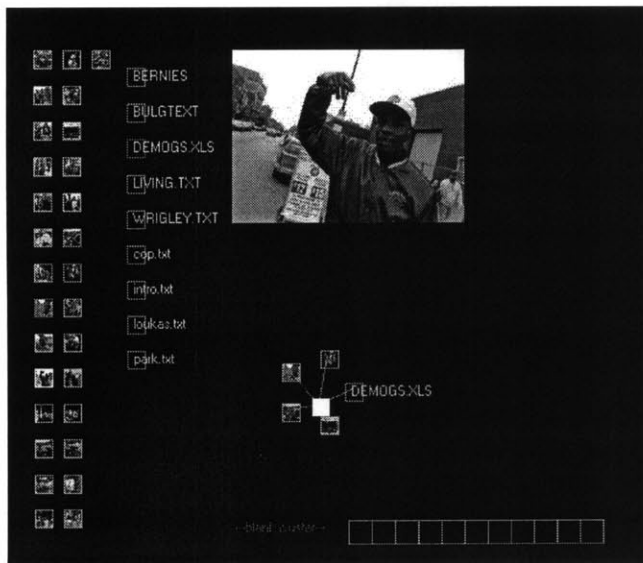 BERNIES
BULGTEXT
DEMOGS.XLS
LIVING.TXT
WRIGLEY.TXT
cop.txt
intro.txt
loukas.txt
park.txt
DEMOGS.XLS